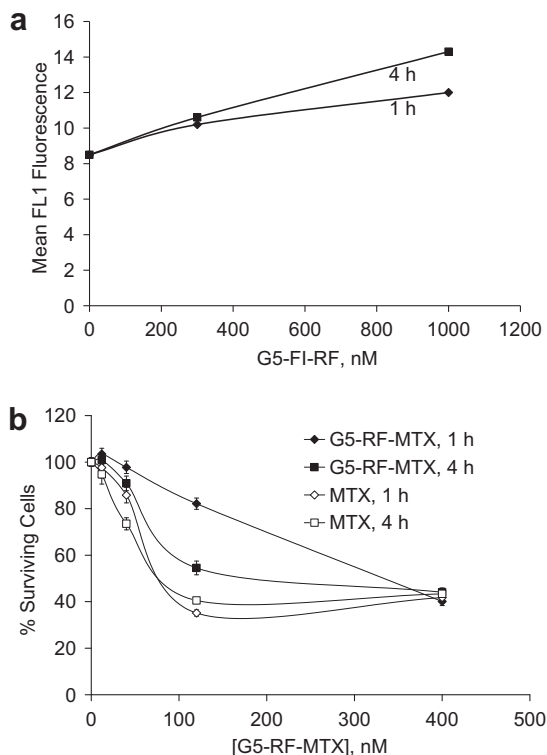 a
16
14
12
10
8
6
4
2
0
Mean FL1 Fluorescence
4 h
1 h
0 200 400 600 800 1000 1200
G5-FI-RF, nM
b
120
100
80
60
40
20
0
% Surviving Cells
G5-RF-MTX, 1 h
G5-RF-MTX, 4 h
MTX, 1 h
MTX, 4 h
0 100 200 300 400 500
[G5-RF-MTX], nM